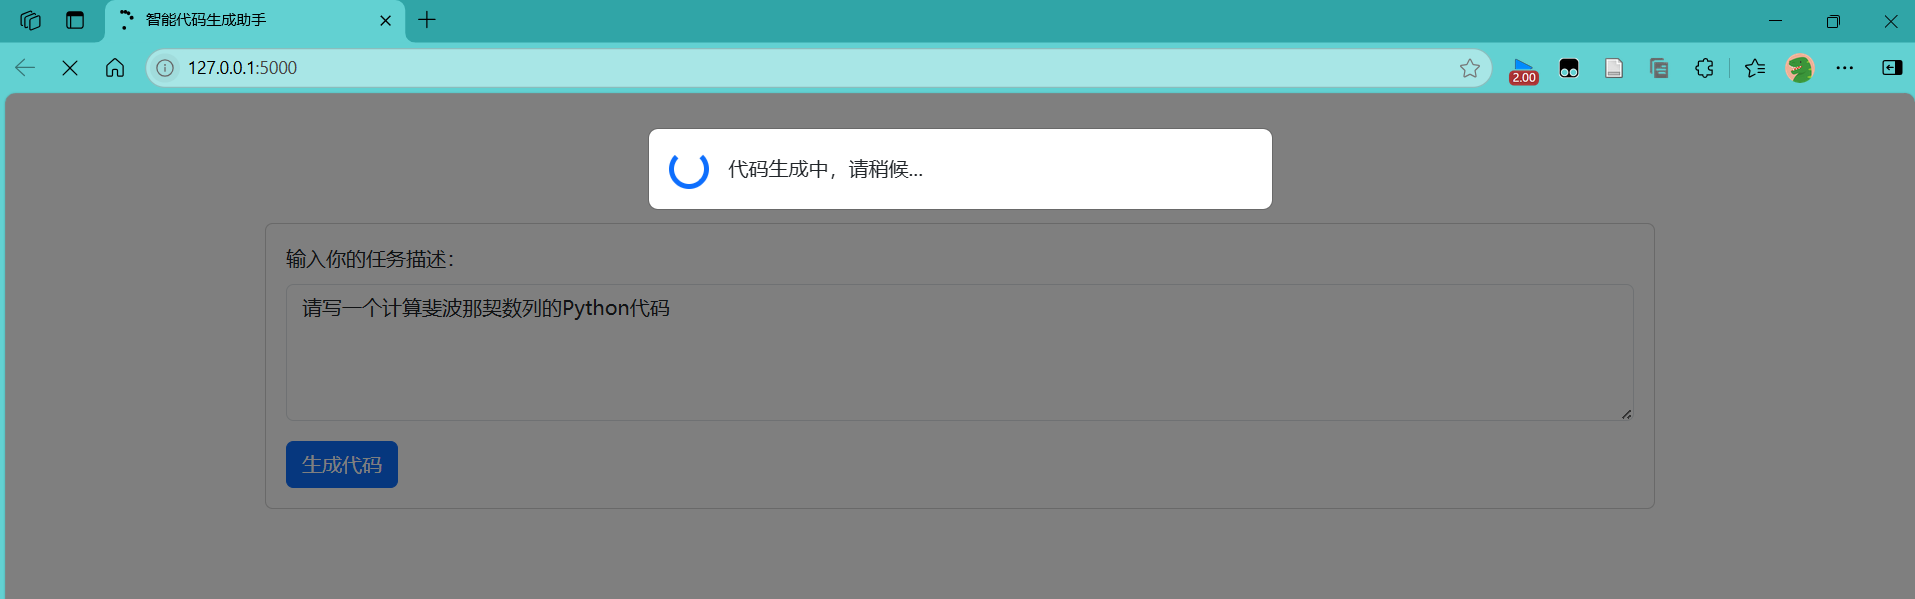 智能代码生成助手
127.0.0.1:5000
2.00
代码生成中，请稍候...
输入你的任务描述：
请写一个计算斐波那契数列的Python代码
生成代码